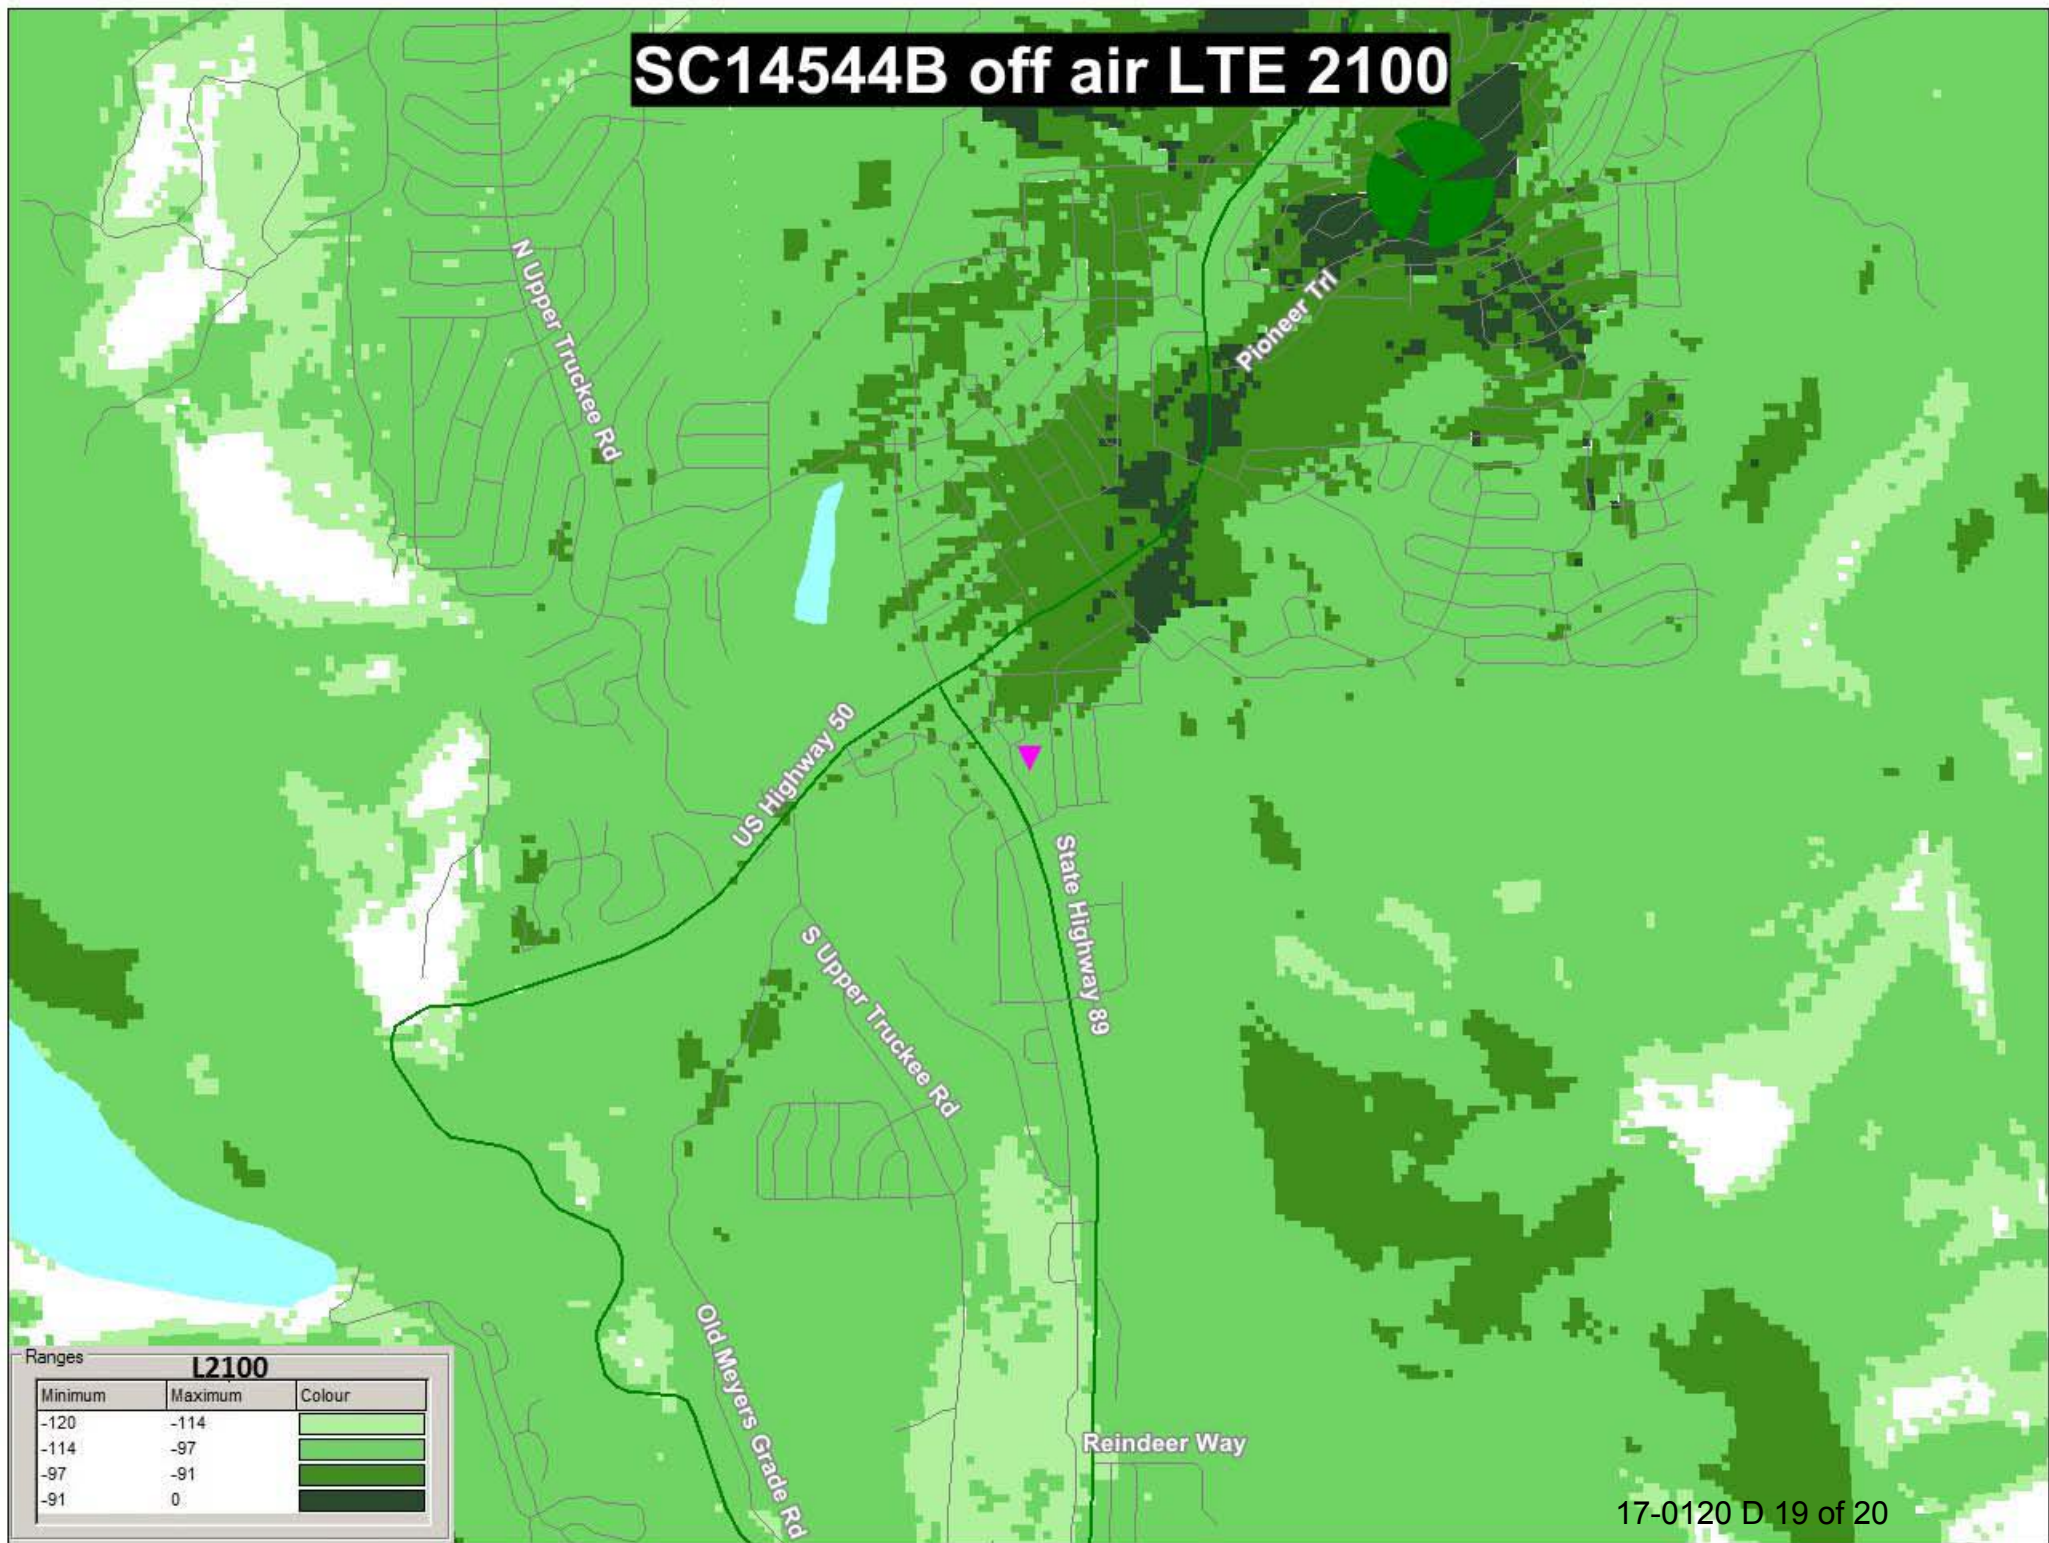 SC14544B off air LTE 2100
N Upper Truckee Rd
Pioneer Trl
US Highway 50
State Highway 89
S Upper Truckee Rd
Old Meyers Grade Rd
Reindeer Way
Ranges
L2100
Minimum Maximum Colour
-120 -114
-114 -97
-97 -91
-91 0
17-0120 D 19 of 20